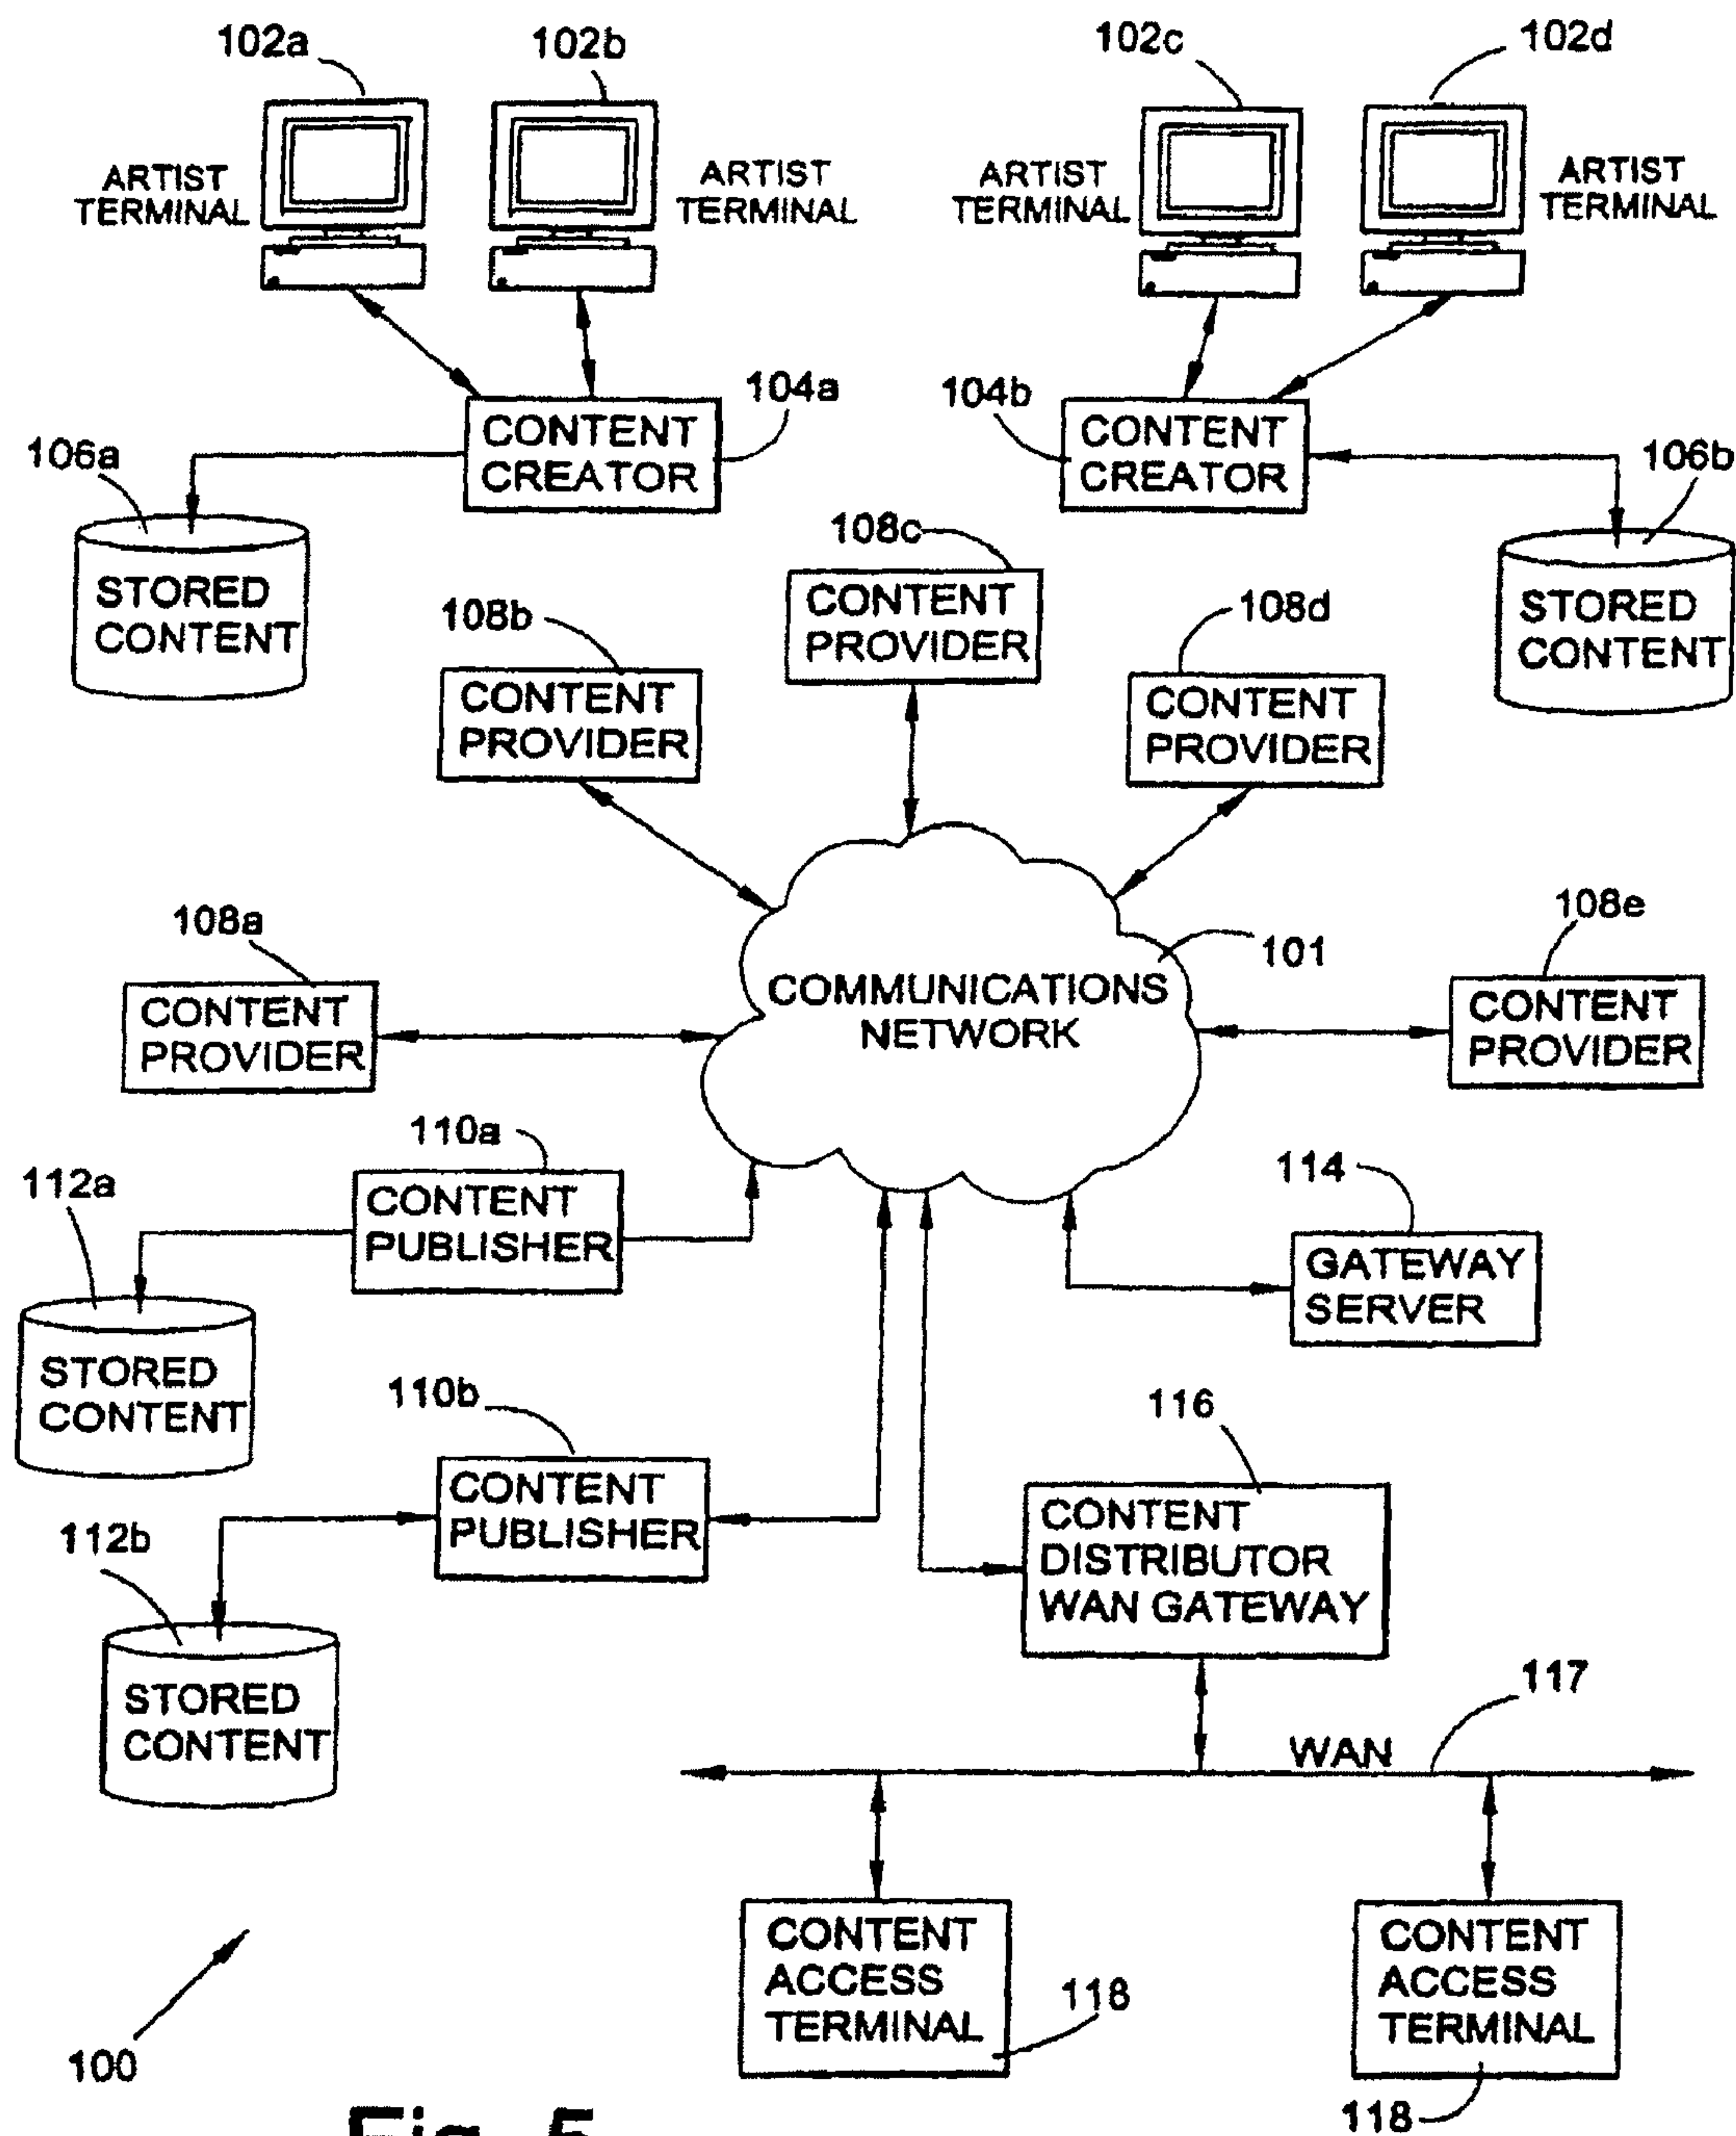 102a
102b
102c
102d
ARTIST
TERMINAL
ARTIST
TERMINAL
ARTIST
TERMINAL
ARTIST
TERMINAL
104a
104b
CONTENT
CREATOR
CONTENT
CREATOR
106a
106b
STORED
CONTENT
STORED
CONTENT
108c
CONTENT
PROVIDER
108b
CONTENT
PROVIDER
108d
CONTENT
PROVIDER
108a
CONTENT
PROVIDER
101
COMMUNICATIONS
NETWORK
108e
CONTENT
PROVIDER
110a
CONTENT
PUBLISHER
112a
STORED
CONTENT
114
GATEWAY
SERVER
110b
CONTENT
PUBLISHER
112b
STORED
CONTENT
116
CONTENT
DISTRIBUTOR
WAN GATEWAY
117
WAN
CONTENT
ACCESS
TERMINAL
118
CONTENT
ACCESS
TERMINAL
118
100
Fig. 5